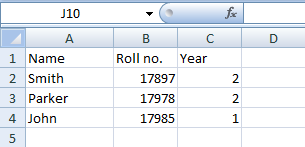 J10 fx
A B C D
1 Name Roll no. Year
2 Smith 17897 2
3 Parker 17978 2
4 John 17985 1
5